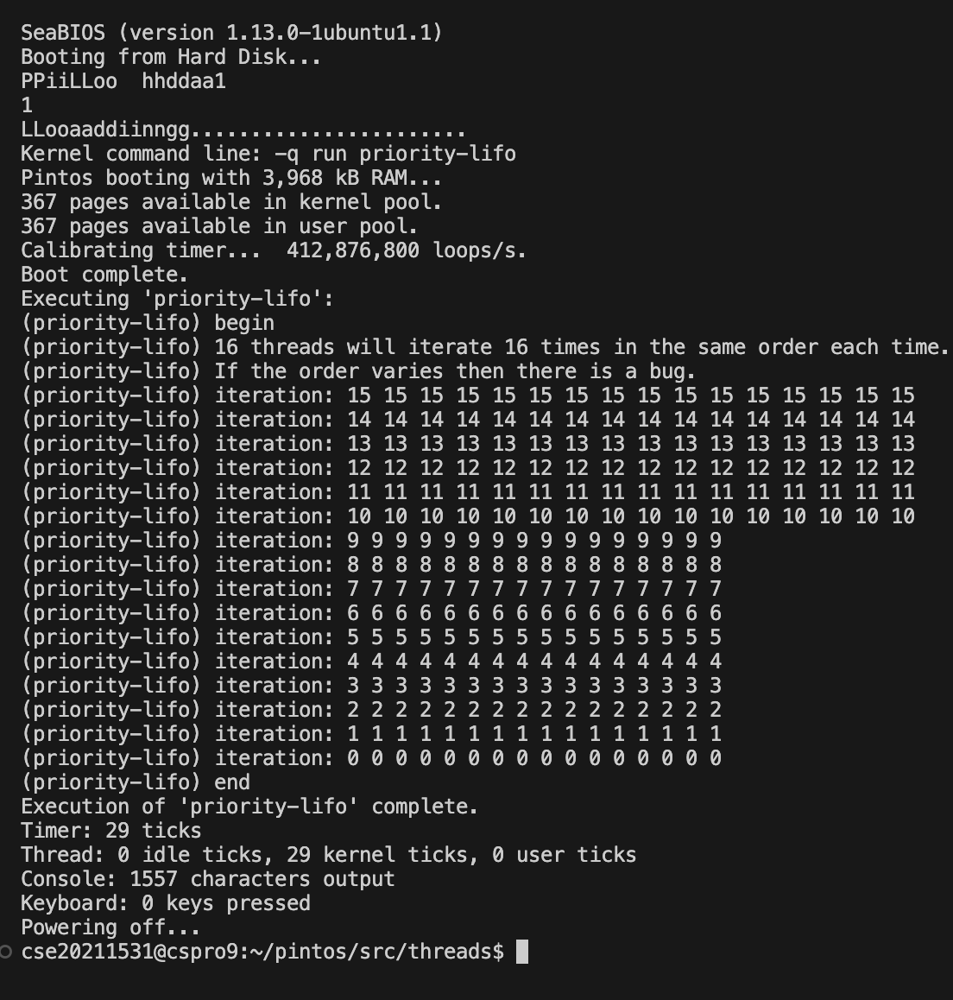 SeaBIOS (version 1.13.0-1ubuntu1.1)
Booting from Hard Disk...
PPiiLLoo  hhddaa1
1
LLooaaddiinngg.......................
Kernel command line: -q run priority-lifo
Pintos booting with 3,968 kB RAM...
367 pages available in kernel pool.
367 pages available in user pool.
Calibrating timer...  412,876,800 loops/s.
Boot complete.
Executing 'priority-lifo':
(priority-lifo) begin
(priority-lifo) 16 threads will iterate 16 times in the same order each time.
(priority-lifo) If the order varies then there is a bug.
(priority-lifo) iteration: 15 15 15 15 15 15 15 15 15 15 15 15 15 15 15 15
(priority-lifo) iteration: 14 14 14 14 14 14 14 14 14 14 14 14 14 14 14 14
(priority-lifo) iteration: 13 13 13 13 13 13 13 13 13 13 13 13 13 13 13 13
(priority-lifo) iteration: 12 12 12 12 12 12 12 12 12 12 12 12 12 12 12 12
(priority-lifo) iteration: 11 11 11 11 11 11 11 11 11 11 11 11 11 11 11 11
(priority-lifo) iteration: 10 10 10 10 10 10 10 10 10 10 10 10 10 10 10 10
(priority-lifo) iteration: 9 9 9 9 9 9 9 9 9 9 9 9 9 9 9 9
(priority-lifo) iteration: 8 8 8 8 8 8 8 8 8 8 8 8 8 8 8 8
(priority-lifo) iteration: 7 7 7 7 7 7 7 7 7 7 7 7 7 7 7 7
(priority-lifo) iteration: 6 6 6 6 6 6 6 6 6 6 6 6 6 6 6 6
(priority-lifo) iteration: 5 5 5 5 5 5 5 5 5 5 5 5 5 5 5 5
(priority-lifo) iteration: 4 4 4 4 4 4 4 4 4 4 4 4 4 4 4 4
(priority-lifo) iteration: 3 3 3 3 3 3 3 3 3 3 3 3 3 3 3 3
(priority-lifo) iteration: 2 2 2 2 2 2 2 2 2 2 2 2 2 2 2 2
(priority-lifo) iteration: 1 1 1 1 1 1 1 1 1 1 1 1 1 1 1 1
(priority-lifo) iteration: 0 0 0 0 0 0 0 0 0 0 0 0 0 0 0 0
(priority-lifo) end
Execution of 'priority-lifo' complete.
Timer: 29 ticks
Thread: 0 idle ticks, 29 kernel ticks, 0 user ticks
Console: 1557 characters output
Keyboard: 0 keys pressed
Powering off...
cse20211531@cspro9:~/pintos/src/threads$